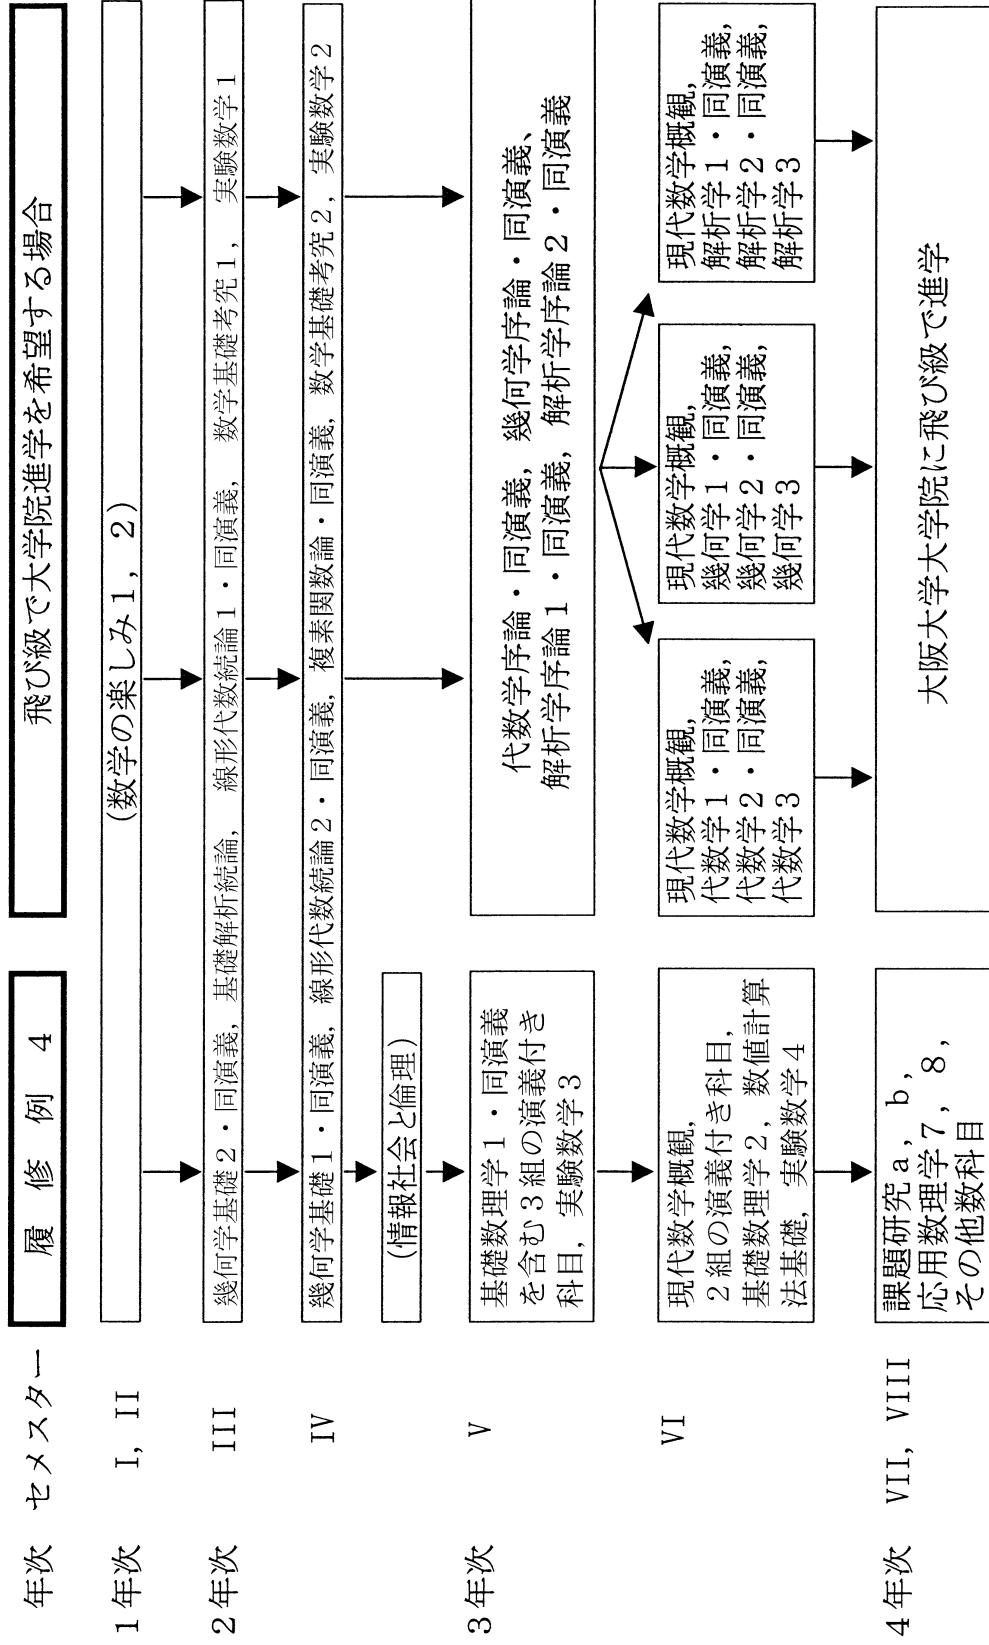 年次 セメスター 履 修 例 4 飛び級で大学院進学を希望する場合
1年次 I, II (数学の楽しみ1, 2)
2年次 III 幾何学基礎2・同演義, 基礎解析続論, 線形代数続論1・同演義, 数学基礎考究1, 実験数学1
IV 幾何学基礎1・同演義, 線形代数続論2・同演義, 複素関数論・同演義, 数学基礎考究2, 実験数学2
(情報社会と倫理)
3年次 V
基礎数理学1・同演義
を含む3組の演義付き
科目, 実験数学3
代数学序論・同演義, 幾何学序論・同演義、
解析学序論1・同演義, 解析学序論2・同演義
VI
現代数学概観,
2組の演義付き科目,
基礎数理学2, 数値計算
法基礎, 実験数学4
現代数学概観,
代数学1・同演義,
代数学2・同演義,
代数学3
現代数学概観,
幾何学1・同演義,
幾何学2・同演義,
幾何学3
現代数学概観,
解析学1・同演義,
解析学2・同演義,
解析学3
4年次 VII, VIII
課題研究a, b,
応用数理学7, 8,
その他数科目
大阪大学大学院に飛び級で進学